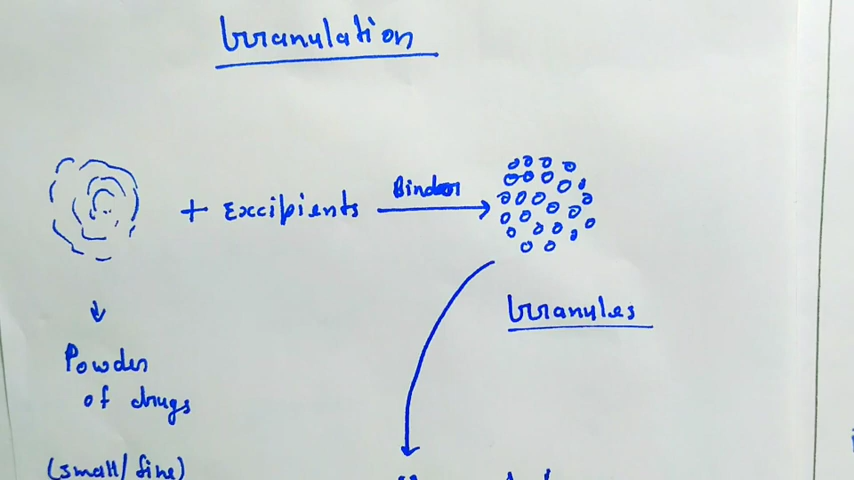 Granulation
+ Excipients
Binder
Granules
Powder
of drugs
(small/fine)